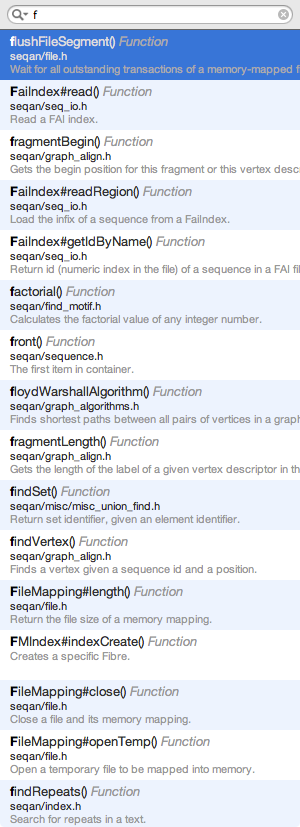 f
flushFileSegment() Function
seqan/file.h
Wait for all outstanding transactions of a memory-mapped f
FaiIndex#read() Function
seqan/seq_io.h
Read a FAI index.
fragmentBegin() Function
seqan/graph_align.h
Gets the begin position for this fragment or this vertex desc
FaiIndex#readRegion() Function
seqan/seq_io.h
Load the infix of a sequence from a FaiIndex.
FaiIndex#getIdByName() Function
seqan/seq_io.h
Return id (numeric index in the file) of a sequence in a FAI fi
factorial() Function
seqan/find_motif.h
Calculates the factorial value of any integer number.
front() Function
seqan/sequence.h
The first item in container.
floydWarshallAlgorithm() Function
seqan/graph_algorithms.h
Finds shortest paths between all pairs of vertices in a graph
fragmentLength() Function
seqan/graph_align.h
Gets the length of the label of a given vertex descriptor in th
findSet() Function
seqan/misc/misc_union_find.h
Return set identifier, given an element identifier.
findVertex() Function
seqan/graph_align.h
Finds a vertex given a sequence id and a position.
FileMapping#length() Function
seqan/file.h
Return the file size of a memory mapping.
FMIndex#indexCreate() Function
Creates a specific Fibre.
FileMapping#close() Function
seqan/file.h
Close a file and its memory mapping.
FileMapping#openTemp() Function
seqan/file.h
Open a temporary file to be mapped into memory.
findRepeats() Function
seqan/index.h
Search for repeats in a text.